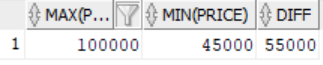 MAX(P... MIN(PRICE) DIFF
1 100000 45000 55000